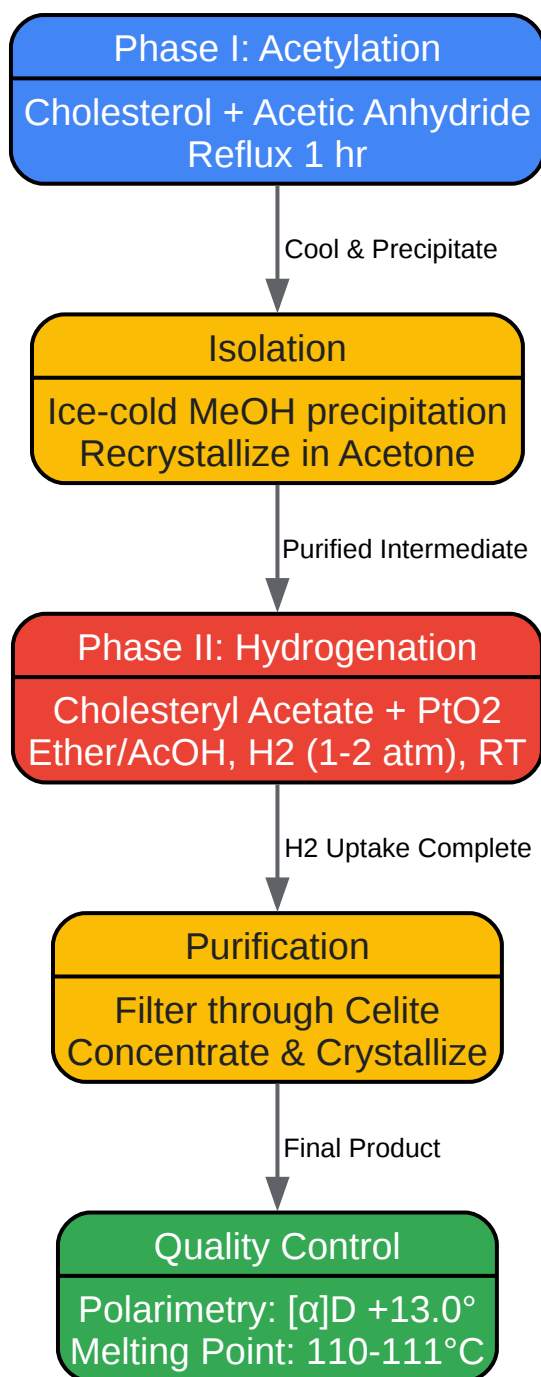 Phase I: Acetylation
Cholesterol + Acetic Anhydride
Reflux 1 hr
Cool & Precipitate
Isolation
Ice-cold MeOH precipitation
Recrystallize in Acetone
Purified Intermediate
Phase II: Hydrogenation
Cholesteryl Acetate + PtO2
Ether/AcOH, H2 (1-2 atm), RT
H2 Uptake Complete
Purification
Filter through Celite
Concentrate & Crystallize
Final Product
Quality Control
Polarimetry: [α]D +13.0°
Melting Point: 110-111°C